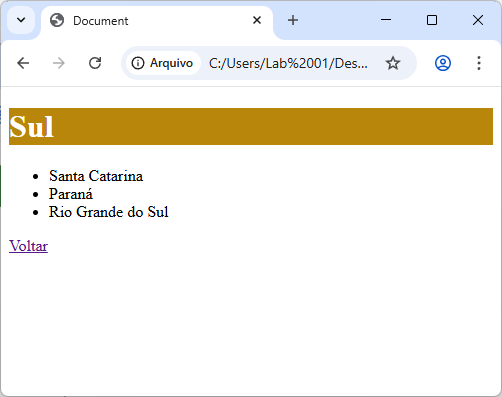 Document
Arquivo C:/Users/Lab%2001/Des...
Sul
Santa Catarina
Paraná
Rio Grande do Sul
Voltar